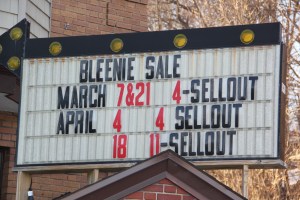 BLEENIE SALE
MARCH 7&21 4-SELLOUT
APRIL 4 4 SELLOUT
18 11-SELLOUT